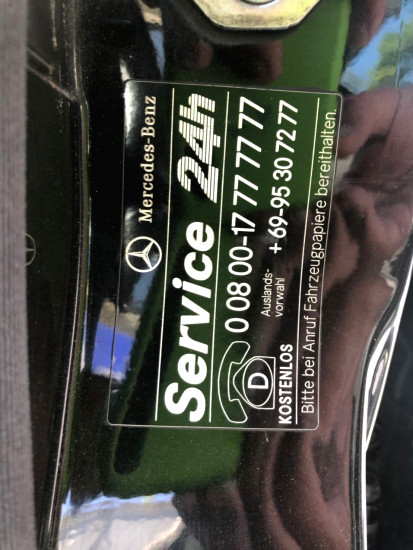 Mercedes-Benz
Service 24h
0 08 00-17 77 77 77
Auslands-
vorwahl
+ 69-95 30 72 77
D
KOSTENLOS
Bitte bei Anruf Fahrzeugpapiere bereithalten.